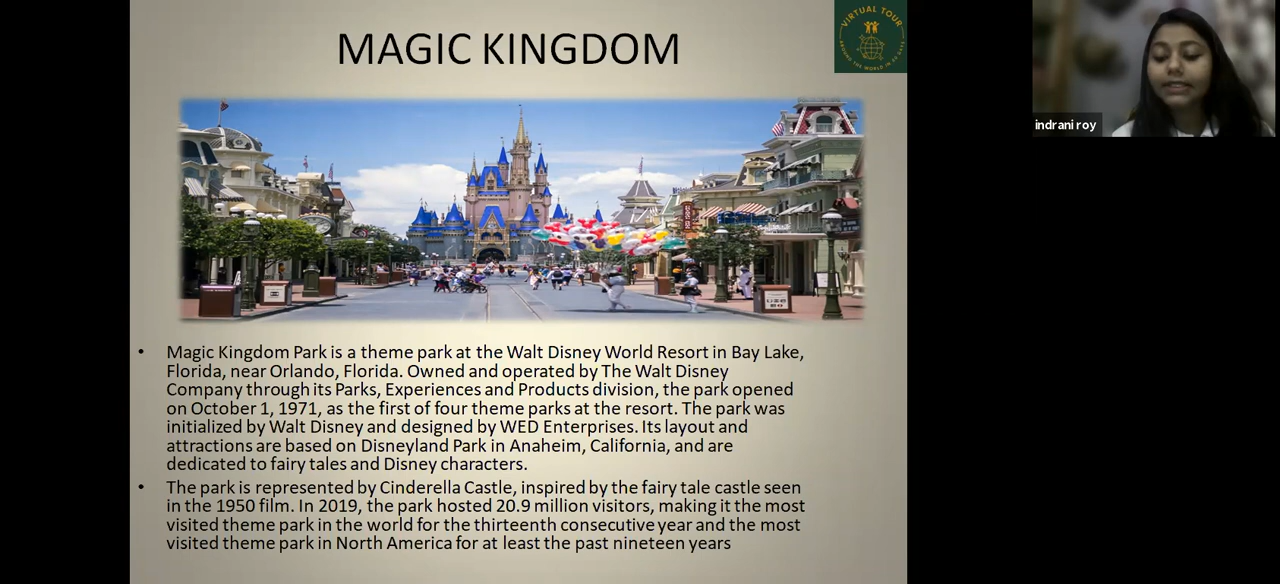 MAGIC KINGDOM
VIRTUAL TOUR
AROUND THE WORLD IN
indrani roy
• Magic Kingdom Park is a theme park at the Walt Disney World Resort in Bay Lake,
Florida, near Orlando, Florida. Owned and operated by The Walt Disney
Company through its Parks, Experiences and Products division, the park opened
on October 1, 1971, as the first of four theme parks at the resort. The park was
initialized by Walt Disney and designed by WED Enterprises. Its layout and
attractions are based on Disneyland Park in Anaheim, California, and are
dedicated to fairy tales and Disney characters.
• The park is represented by Cinderella Castle, inspired by the fairy tale castle seen
in the 1950 film. In 2019, the park hosted 20.9 million visitors, making it the most
visited theme park in the world for the thirteenth consecutive year and the most
visited theme park in North America for at least the past nineteen years